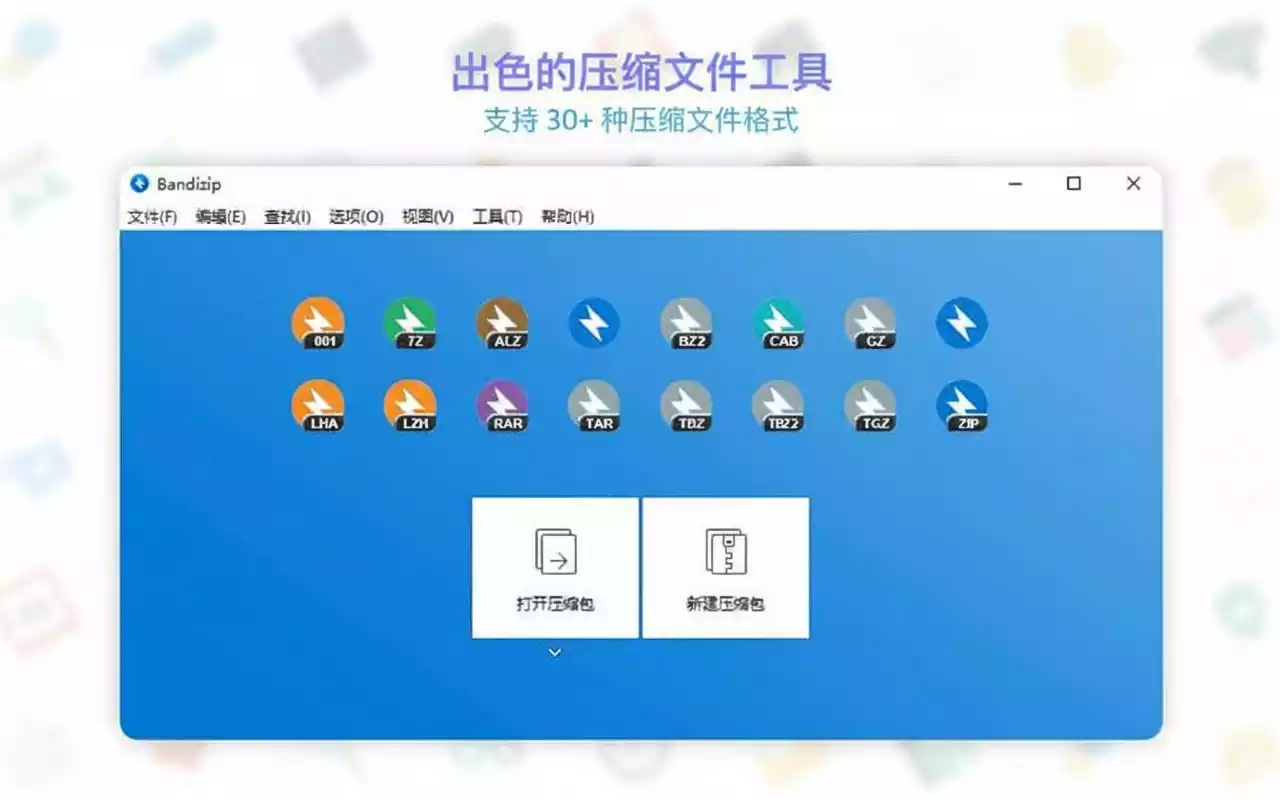 出色的压缩文件工具
支持 30+ 种压缩文件格式
Bandizip
文件(F) 编辑(E) 查找(I) 选项(O) 视图(V) 工具(T) 帮助(H)
001 7Z ALZ BZ2 CAB GZ
LHA LZH RAR TAR TBZ TBZ2 TGZ ZIP
打开压缩包 新建压缩包